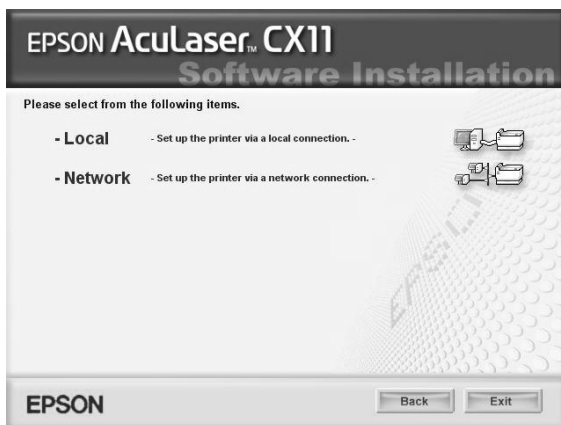 EPSON AcuLaser™ CX11
Software Installation
Please select from the following items.
- Local - Set up the printer via a local connection. -
- Network - Set up the printer via a network connection. -
EPSON
EPSON
Back Exit